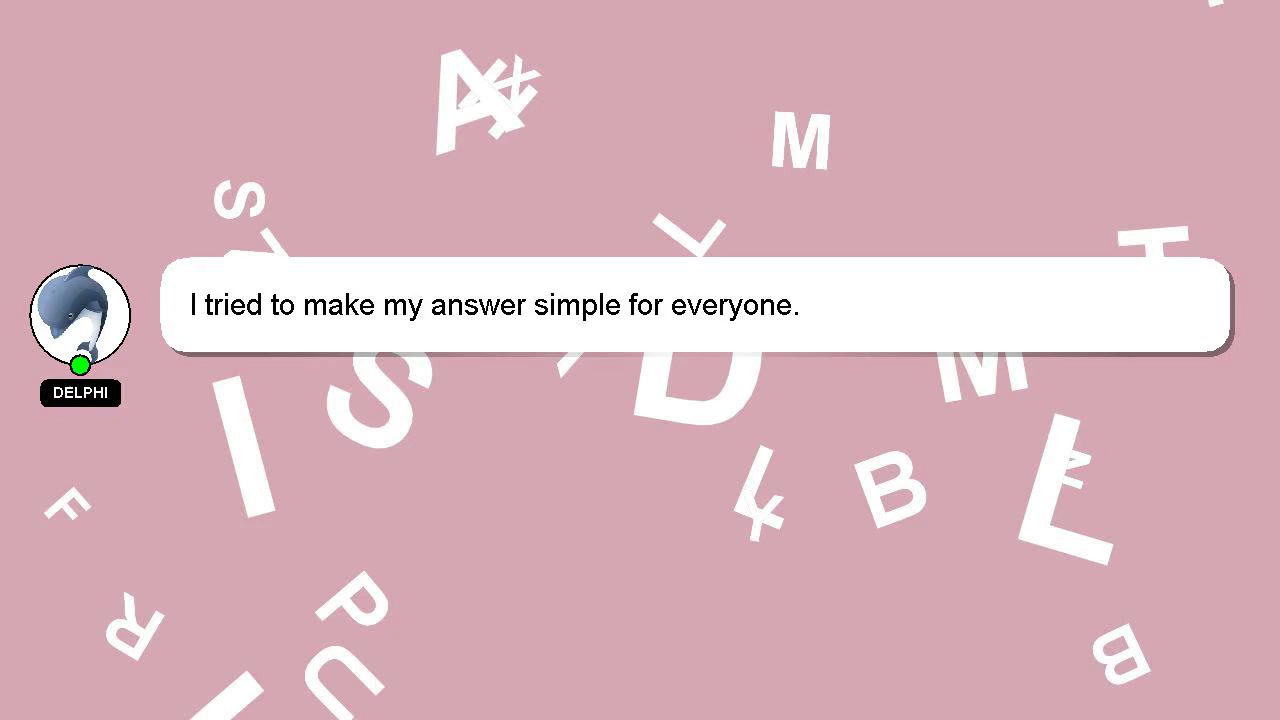 I tried to make my answer simple for everyone.
DELPHI
A
M
S
L
I
S
D
M
L
B
L
Y
F
P
R
U
B